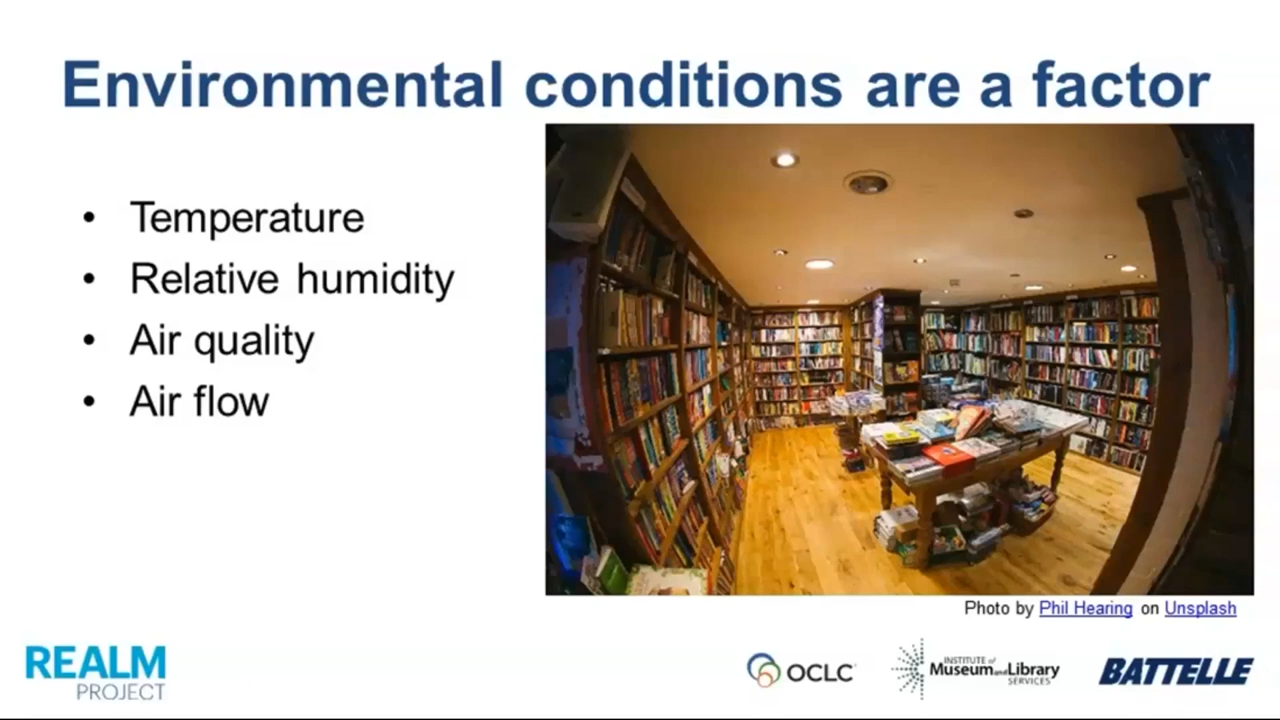 Environmental conditions are a factor
• Temperature
• Relative humidity
• Air quality
• Air flow
Photo by Phil Hearing on Unsplash
REALM
PROJECT
OCLC
INSTITUTE of
Museum and Library
SERVICES
BATTELLE